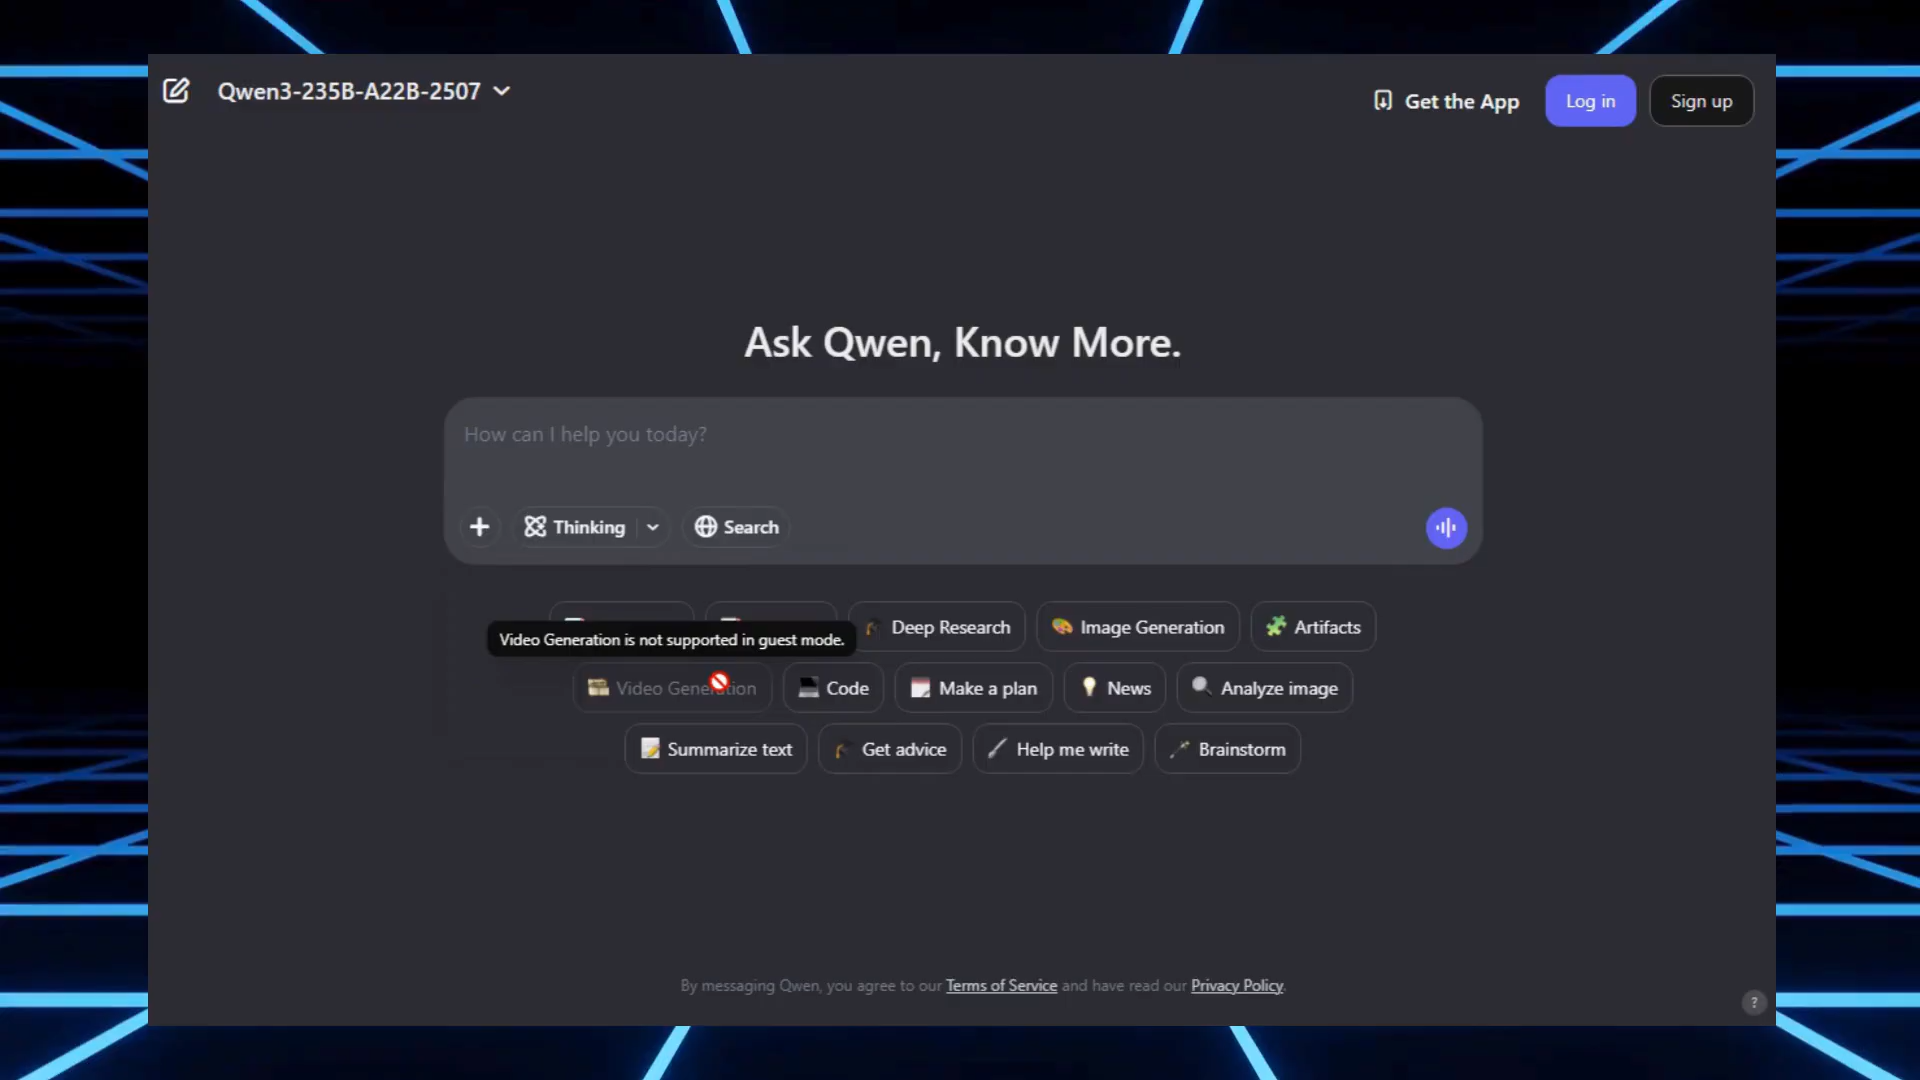 Qwen3-235B-A22B-2507
Get the App
Log in
Sign up
Ask Qwen, Know More.
How can I help you today?
Thinking
Search
Video Generation is not supported in guest mode.
Deep Research
Image Generation
Artifacts
Video Generation
Code
Make a plan
News
Analyze image
Summarize text
Get advice
Help me write
Brainstorm
By messaging Qwen, you agree to our Terms of Service and have read our Privacy Policy.
?